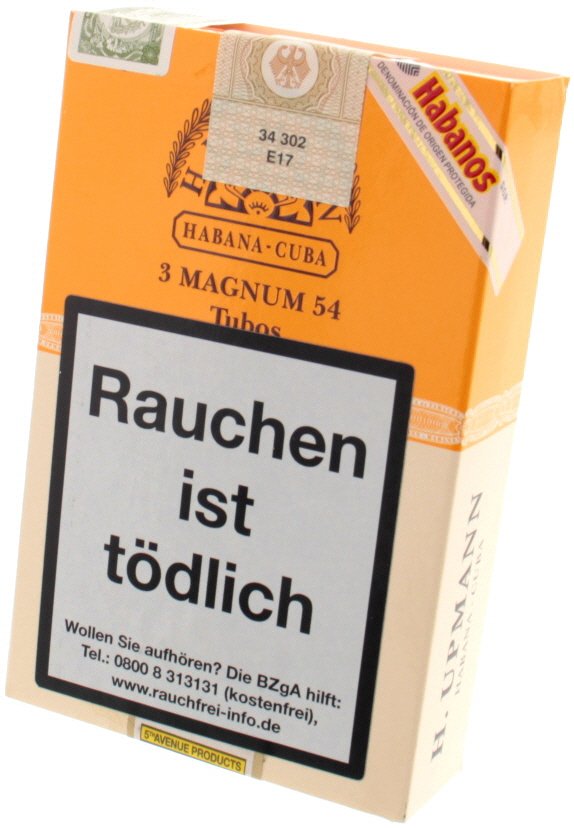 34 302
E17
Habanos
DENOMINACIÓN DE ORIGEN PROTEGIDA
HABANA-CUBA
3 MAGNUM 54
Tubos
Rauchen
ist
tödlich
Wollen Sie aufhören? Die BZgA hilft:
Tel.: 0800 8 313131 (kostenfrei),
www.rauchfrei-info.de
5TH AVENUE PRODUCTS
H. UPMANN
HABANA-CUBA